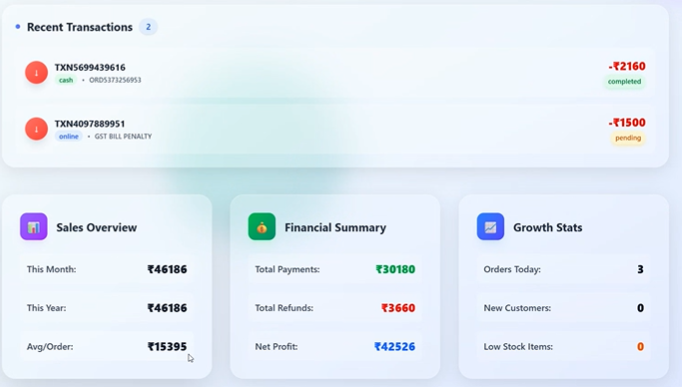 Recent Transactions 2
TXN5699439616
cash • ORD5373256953
-₹2160
completed
TXN4097889951
online • GST BILL PENALTY
-₹1500
pending
Sales Overview
This Month: ₹46186
This Year: ₹46186
Avg/Order: ₹15395
Financial Summary
Total Payments: ₹30180
Total Refunds: ₹3660
Net Profit: ₹42526
Growth Stats
Orders Today: 3
New Customers: 0
Low Stock Items: 0